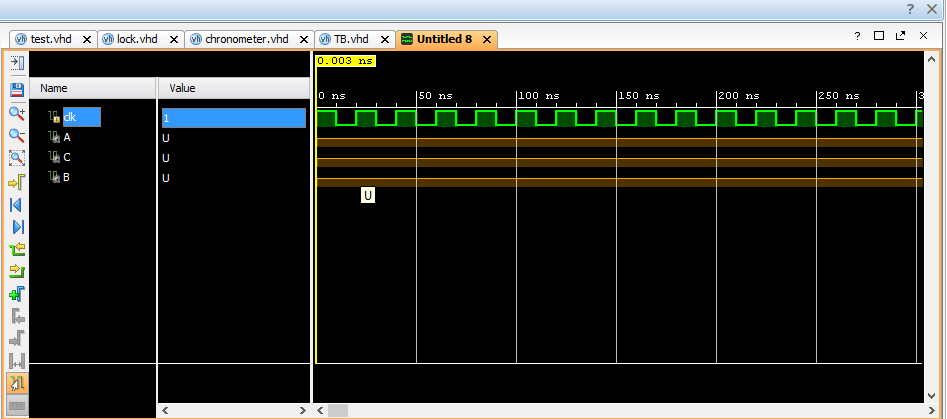 test.vhd lock.vhd chronometer.vhd TB.vhd Untitled 8
0.003 ns
Name Value
0 ns 50 ns 100 ns 150 ns 200 ns 250 ns
clk 1
A U
C U
B U
U